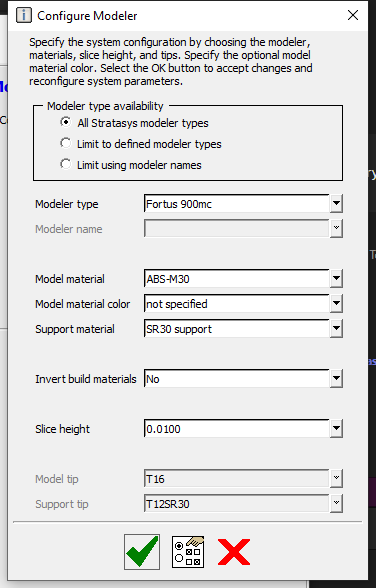 Configure Modeler
Specify the system configuration by choosing the modeler,
materials, slice height, and tips. Specify the optional model
material color. Select the OK button to accept changes and
reconfigure system parameters.
Modeler type availability
All Stratasys modeler types
Limit to defined modeler types
Limit using modeler names
Modeler type Fortus 900mc
Modeler name
Model material ABS-M30
Model material color not specified
Support material SR30 support
Invert build materials No
Slice height 0.0100
Model tip T16
Support tip T12SR30